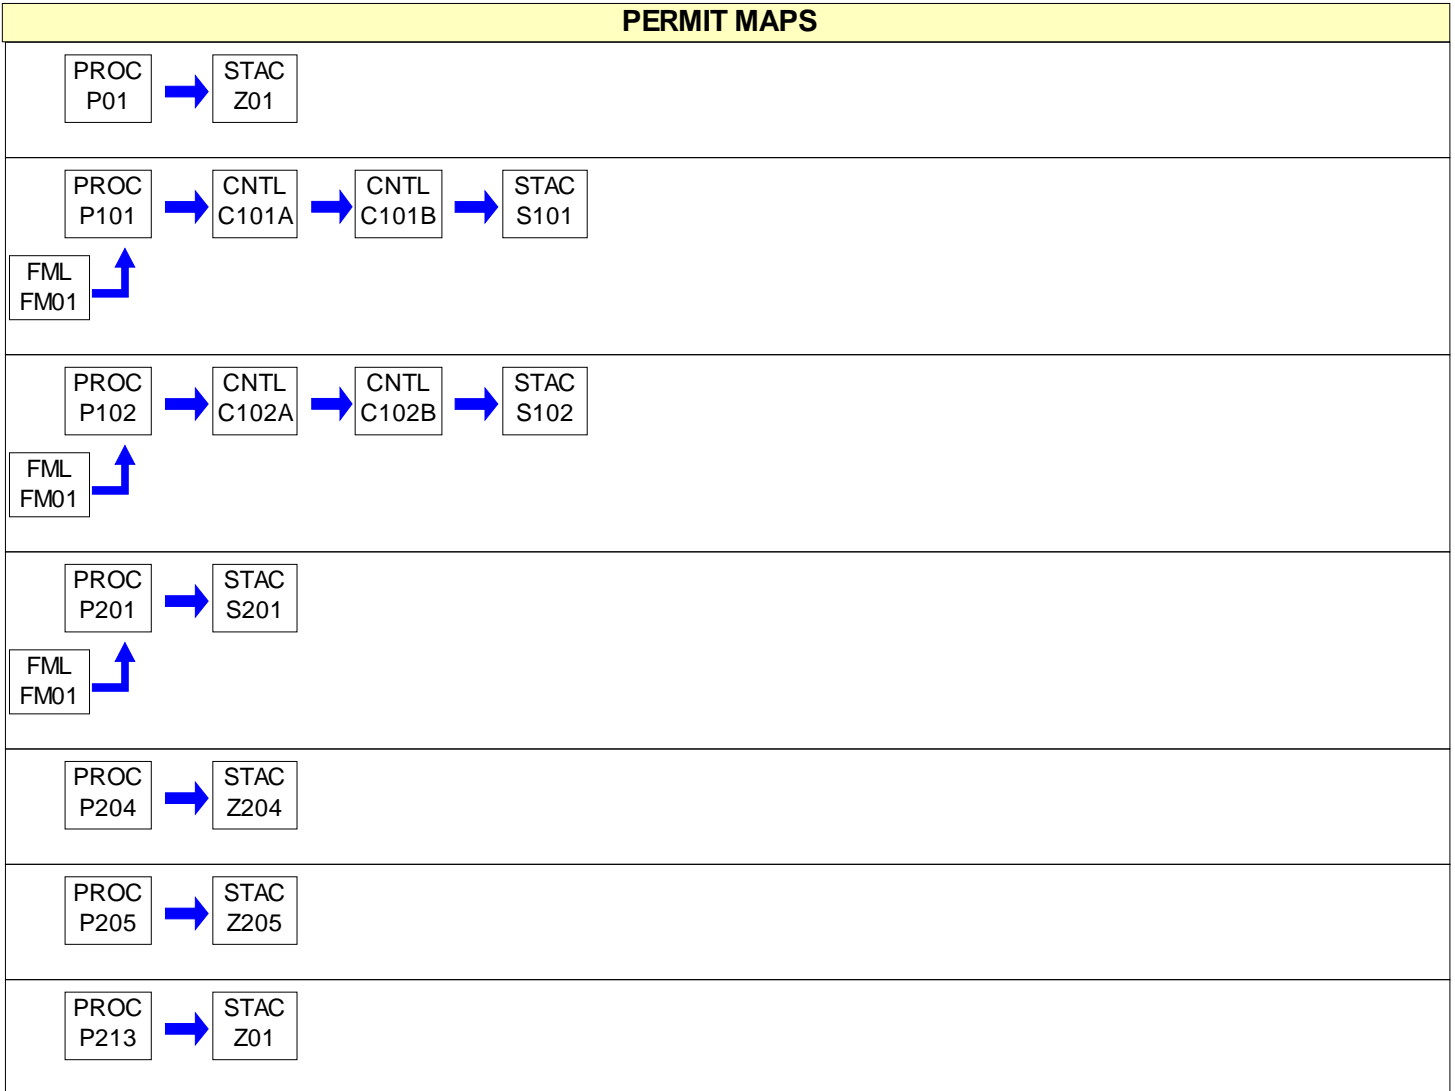 PERMIT MAPS
PROC
P01
STAC
Z01
PROC
P101
CNTL
C101A
CNTL
C101B
STAC
S101
FML
FM01
PROC
P102
CNTL
C102A
CNTL
C102B
STAC
S102
FML
FM01
PROC
P201
STAC
S201
FML
FM01
PROC
P204
STAC
Z204
PROC
P205
STAC
Z205
PROC
P213
STAC
Z01